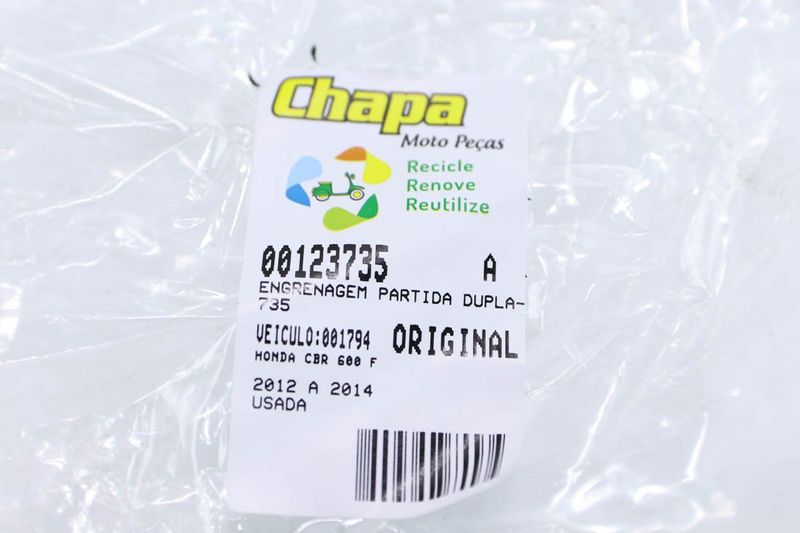 Chapa
Moto Peças
Recicle
Renove
Reutilize
00123735 A
ENGRENAGEM PARTIDA DUPLA-
735
VEICULO:001794 ORIGINAL
HONDA CBR 600 F
2012 A 2014
USADA